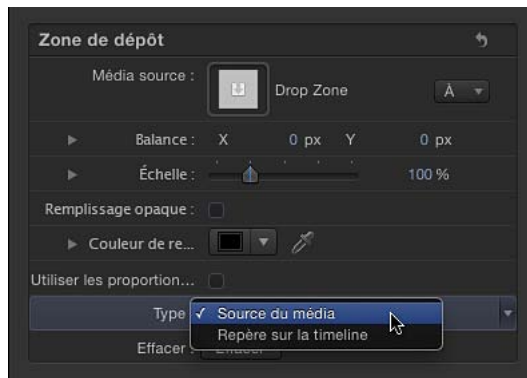 Zone de dépôt
Média source :
Drop Zone
À
Balance : X 0 px Y 0 px
Échelle : 100 %
Remplissage opaque :
Couleur de re...
Utiliser les proportion...
Type ✓ Source du média
Repère sur la timeline
Effacer : Effacer